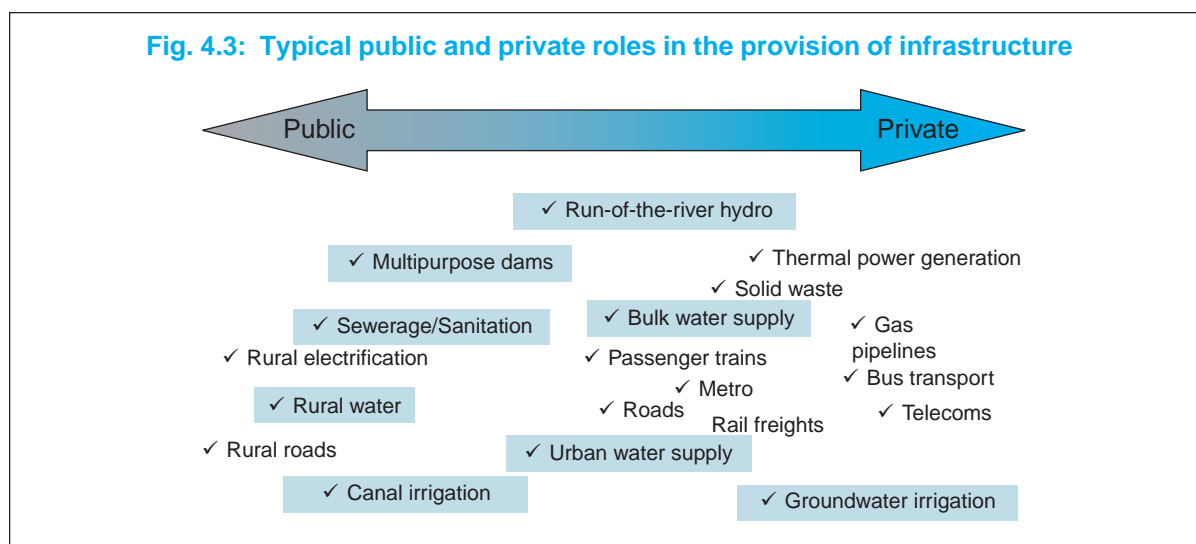 Fig. 4.3: Typical public and private roles in the provision of infrastructure
Public
Private
✓ Run-of-the-river hydro
✓ Multipurpose dams
✓ Thermal power generation
✓ Solid waste
✓ Sewerage/Sanitation
✓ Bulk water supply
✓ Gas
pipelines
✓ Rural electrification
✓ Passenger trains
✓ Bus transport
✓ Metro
✓ Rural water
✓ Roads
Rail freights
✓ Telecoms
✓ Rural roads
✓ Urban water supply
✓ Canal irrigation
✓ Groundwater irrigation